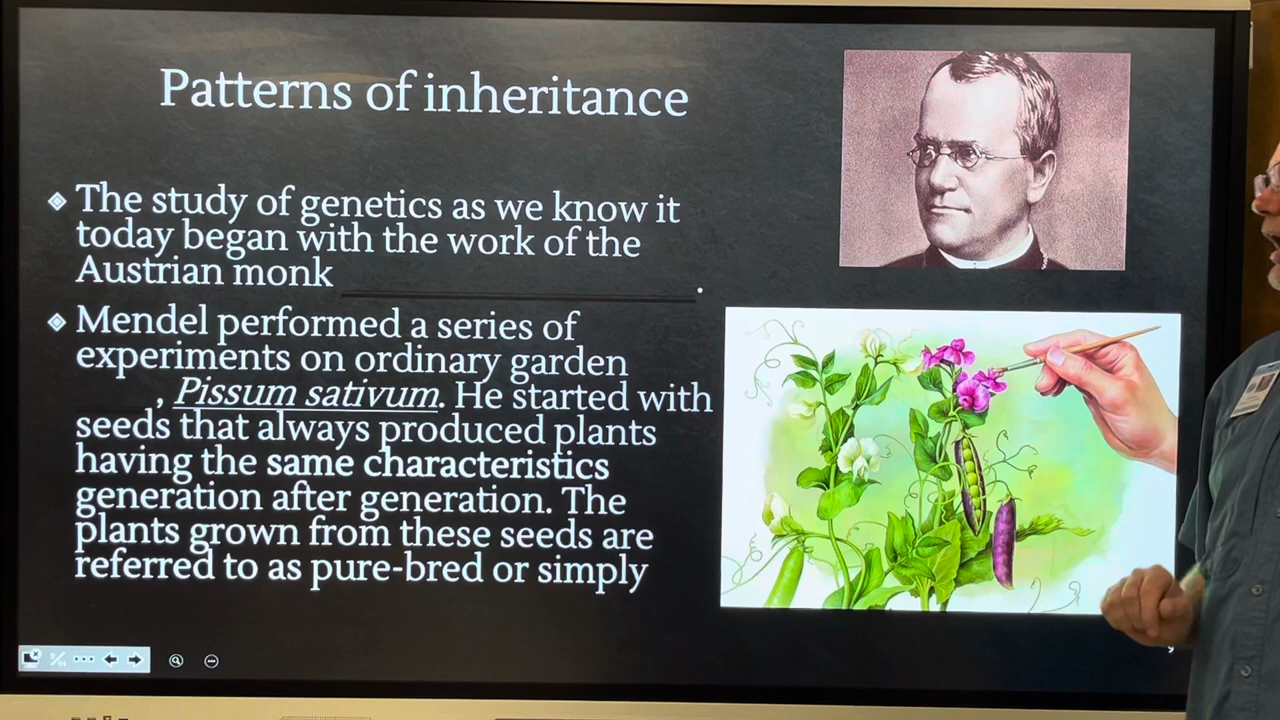 Patterns of inheritance
The study of genetics as we know it
today began with the work of the
Austrian monk ____________________.
Mendel performed a series of
experiments on ordinary garden
, Pissum sativum. He started with
seeds that always produced plants
having the same characteristics
generation after generation. The
plants grown from these seeds are
referred to as pure-bred or simply
,